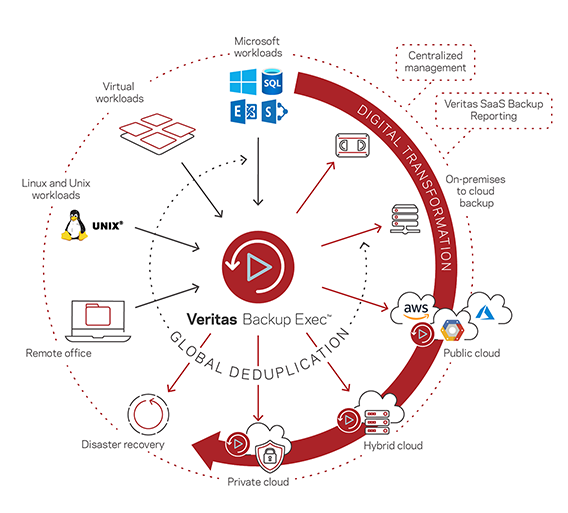 Microsoft
workloads
SQL
E
S
Virtual
workloads
Centralized
management
Veritas SaaS Backup
Reporting
DIGITAL TRANSFORMATION
Linux and Unix
workloads
UNIX®
On-premises
to cloud
backup
Veritas Backup Exec™
GLOBAL DEDUPLICATION
aws
Remote office
Public cloud
Disaster recovery
Hybrid cloud
Private cloud